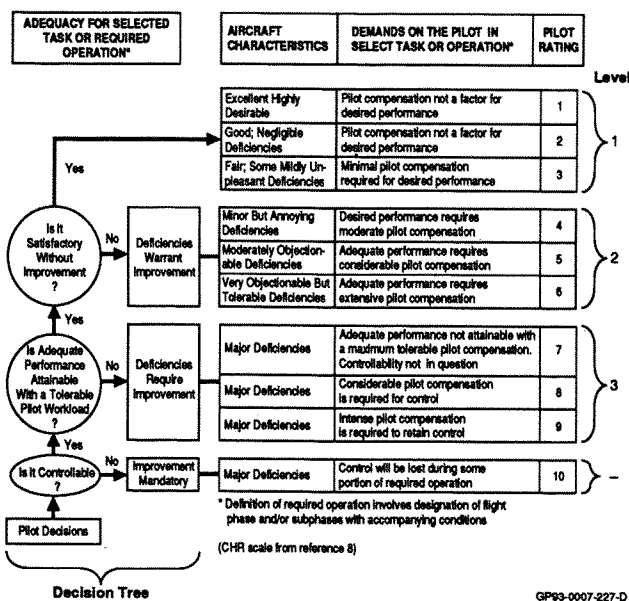 ADEQUACY FOR SELECTED
TASK OR REQUIRED
OPERATION*
AIRCRAFT
CHARACTERISTICS
DEMANDS ON THE PILOT IN
SELECT TASK OR OPERATION*
PILOT
RATING
Level
Excellent Highly
Desirable
Pilot compensation not a factor for
desired performance
1
Good; Negligible
Deficiencies
Pilot compensation not a factor for
desired performance
2
Fair; Some Mildly Un-
pleasant Deficiencies
Minimal pilot compensation
required for desired performance
3
1
Yes
Is It
Satisfactory
Without
Improvement
?
No
Deficiencies
Warrant
Improvement
Minor But Annoying
Deficiencies
Desired performance requires
moderate pilot compensation
4
Moderately Objection-
able Deficiencies
Adequate performance requires
considerable pilot compensation
5
Very Objectionable But
Tolerable Deficiencies
Adequate performance requires
extensive pilot compensation
6
2
Yes
Is Adequate
Performance
Attainable
With a Tolerable
Pilot Workload
?
No
Deficiencies
Require
Improvement
Major Deficiencies
Adequate performance not attainable with
a maximum tolerable pilot compensation.
Controllability not in question
7
Major Deficiencies
Considerable pilot compensation
is required for control
8
Major Deficiencies
Intense pilot compensation
is required to retain control
9
3
Yes
Is it Controllable
?
No
Improvement
Mandatory
Major Deficiencies
Control will be lost during some
portion of required operation
10
–
Pilot Decisions
* Definition of required operation involves designation of flight
phase and/or subphases with accompanying conditions
(CHR scale from reference 8)
Decision Tree
GP93-0007-227-D